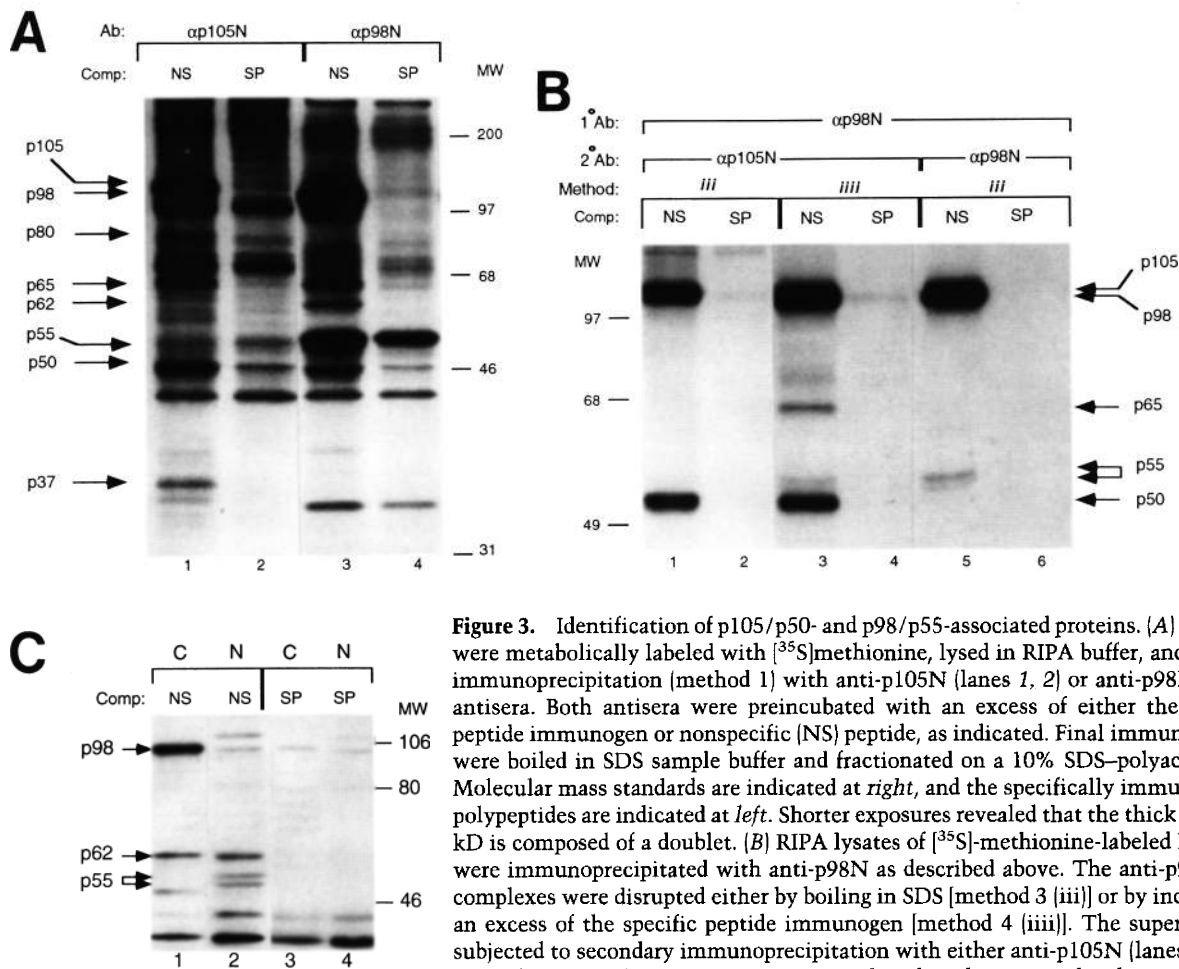 A
Ab: αp105N αp98N
Comp: NS SP NS SP MW
p105
p98
p80
p65
p62
p55
p50
p37
200
97
68
46
31
1 2 3 4
B
1° Ab: αp98N
2° Ab: αp105N αp98N
Method: iii iiii iii
Comp: NS SP NS SP NS SP
MW
97
68
49
p105
p98
p65
p55
p50
1 2 3 4 5 6
C
C N C N
Comp: NS NS SP SP MW
p98
p62
p55
106
80
46
1 2 3 4
Figure 3. Identification of p105/p50- and p98/p55-associated proteins. (A)
were metabolically labeled with [³⁵S]methionine, lysed in RIPA buffer, and
immunoprecipitation (method 1) with anti-p105N (lanes 1, 2) or anti-p98
antisera. Both antisera were preincubated with an excess of either the
peptide immunogen or nonspecific (NS) peptide, as indicated. Final immun
were boiled in SDS sample buffer and fractionated on a 10% SDS–polyac
Molecular mass standards are indicated at right, and the specifically immu
polypeptides are indicated at left. Shorter exposures revealed that the thick
kD is composed of a doublet. (B) RIPA lysates of [³⁵S]-methionine-labeled
were immunoprecipitated with anti-p98N as described above. The anti-p9
complexes were disrupted either by boiling in SDS [method 3 (iii)] or by inc
an excess of the specific peptide immunogen [method 4 (iiii)]. The super
subjected to secondary immunoprecipitation with either anti-p105N (lanes